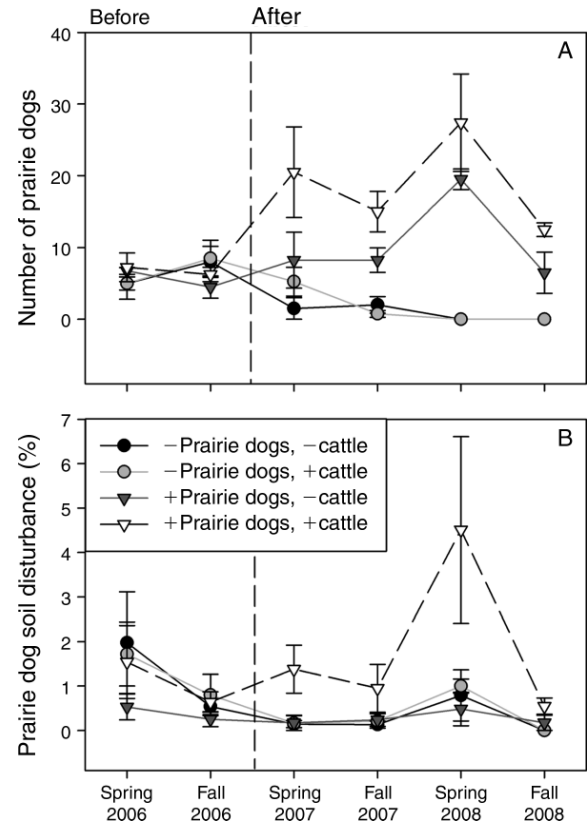 Before
After
A
Number of prairie dogs
40
30
20
10
0
B
Prairie dog soil disturbance (%)
7
6
5
4
3
2
1
0
−Prairie dogs, −cattle
−Prairie dogs, +cattle
+Prairie dogs, −cattle
+Prairie dogs, +cattle
Spring
2006
Fall
2006
Spring
2007
Fall
2007
Spring
2008
Fall
2008